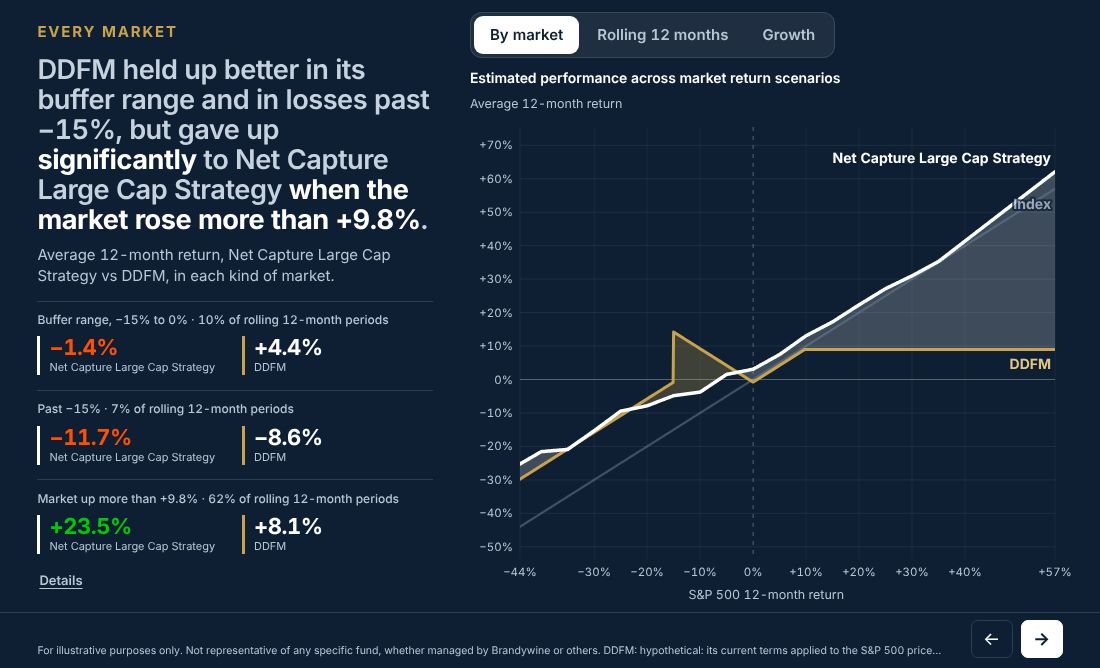 EVERY MARKET
DDFM held up better in its
buffer range and in losses past
−15%, but gave up
significantly to Net Capture
Large Cap Strategy when the
market rose more than +9.8%.
Average 12-month return, Net Capture Large Cap
Strategy vs DDFM, in each kind of market.
Buffer range, −15% to 0% · 10% of rolling 12-month periods
−1.4%
Net Capture Large Cap Strategy
+4.4%
DDFM
Past −15% · 7% of rolling 12-month periods
−11.7%
Net Capture Large Cap Strategy
−8.6%
DDFM
Market up more than +9.8% · 62% of rolling 12-month periods
+23.5%
Net Capture Large Cap Strategy
+8.1%
DDFM
Details
By market
Rolling 12 months
Growth
Estimated performance across market return scenarios
Average 12-month return
+70%
+60%
+50%
+40%
+30%
+20%
+10%
0%
−10%
−20%
−30%
−40%
−50%
Net Capture Large Cap Strategy
Index
DDFM
−44%
−30%
−20%
−10%
0%
+10%
+20%
+30%
+40%
+57%
S&P 500 12-month return
For illustrative purposes only. Not representative of any specific fund, whether managed by Brandywine or others. DDFM: hypothetical: its current terms applied to the S&P 500 price…
← →